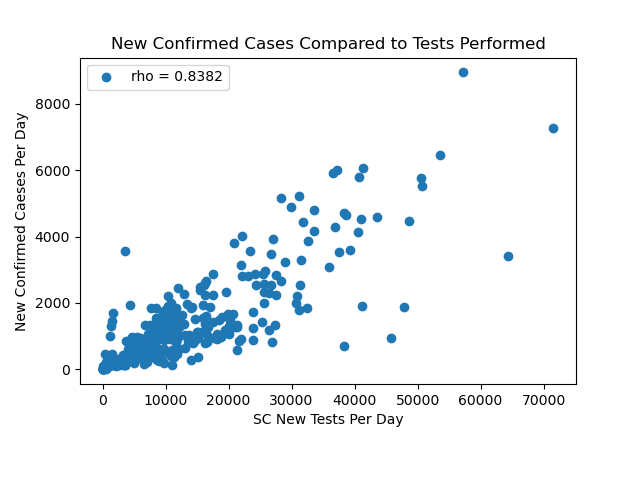 New Confirmed Cases Compared to Tests Performed
rho = 0.8382
New Confirmed Caeses Per Day
8000
6000
4000
2000
0
0 10000 20000 30000 40000 50000 60000 70000
SC New Tests Per Day